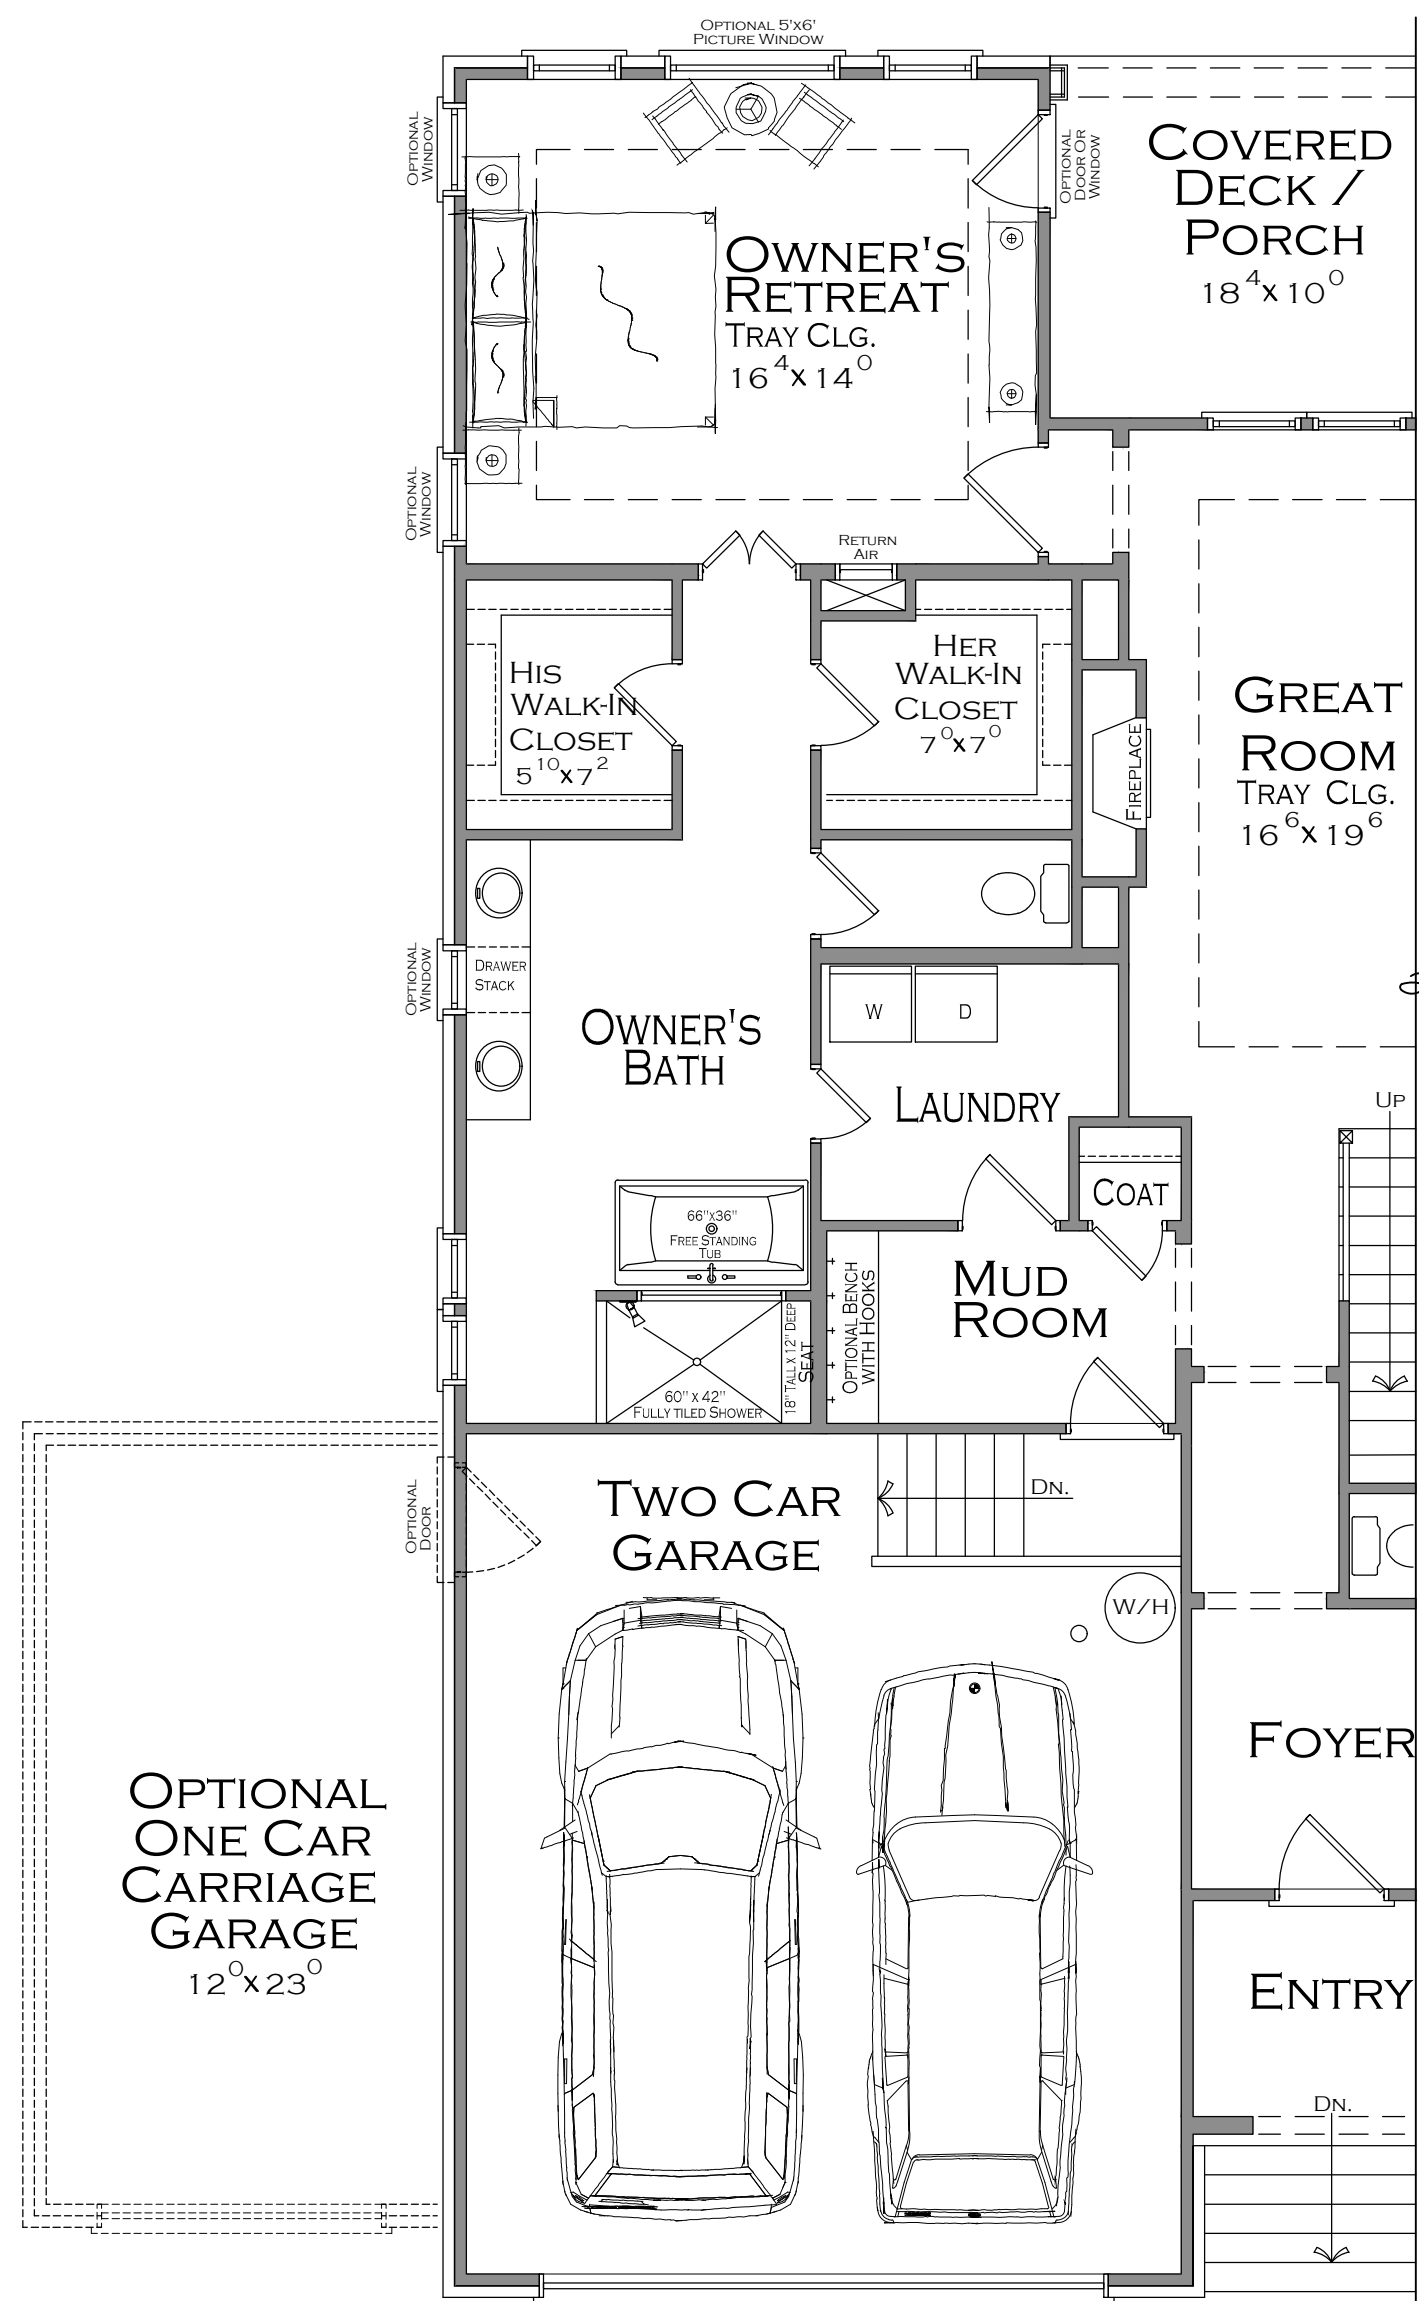 OPTIONAL 5'X6'
PICTURE WINDOW
OPTIONAL
WINDOW
OPTIONAL
DOOR OR
WINDOW
COVERED
DECK /
PORCH
18⁴X10⁰
OWNER'S
RETREAT
TRAY CLG.
16⁴X14⁰
OPTIONAL
WINDOW
RETURN
AIR
HIS
WALK-IN
CLOSET
5¹⁰X7²
HER
WALK-IN
CLOSET
7⁰X7⁰
FIREPLACE
GREAT
ROOM
TRAY CLG.
16⁶X19⁶
OPTIONAL
WINDOW
DRAWER
STACK
OWNER'S
BATH
W
D
LAUNDRY
UP
COAT
66"X36"
FREE STANDING
TUB
MUD
ROOM
OPTIONAL BENCH
WITH HOOKS
18" TALL X 12" DEEP
SEAT
60" X 42"
FULLY TILED SHOWER
OPTIONAL
DOOR
TWO CAR
GARAGE
DN.
W/H
FOYER
OPTIONAL
ONE CAR
CARRIAGE
GARAGE
12⁰X23⁰
ENTRY
DN.